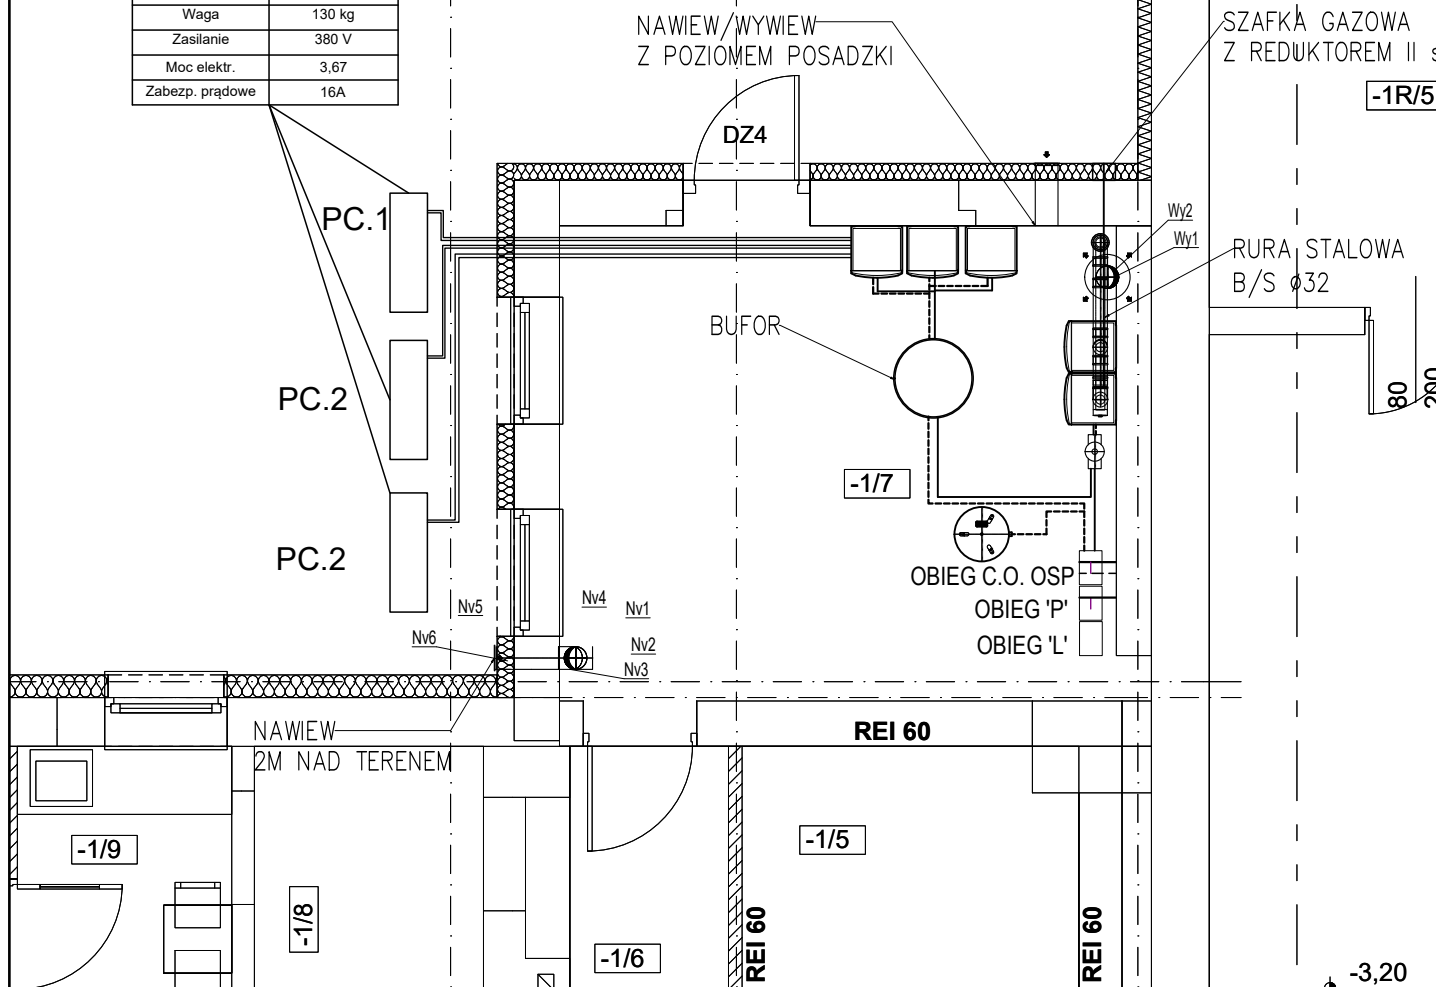 Waga 130 kg
Zasilanie 380 V
Moc elektr. 3,67
Zabezp. prądowe 16A
NAWIEW/WYWIEW
Z POZIOMEM POSADZKI
SZAFKA GAZOWA
Z REDUKTOREM II s
-1R/5
DZ4
PC.1
Wy2
Wy1
RURA STALOWA
B/S ϕ32
BUFOR
PC.2
80
200
-1/7
PC.2
OBIEG C.O. OSP
OBIEG 'P'
OBIEG 'L'
Nv5
Nv4
Nv1
Nv6
Nv2
Nv3
NAWIEW
2M NAD TERENEM
REI 60
-1/9
-1/5
-1/8
-1/6
REI 60
REI 60
-3,20